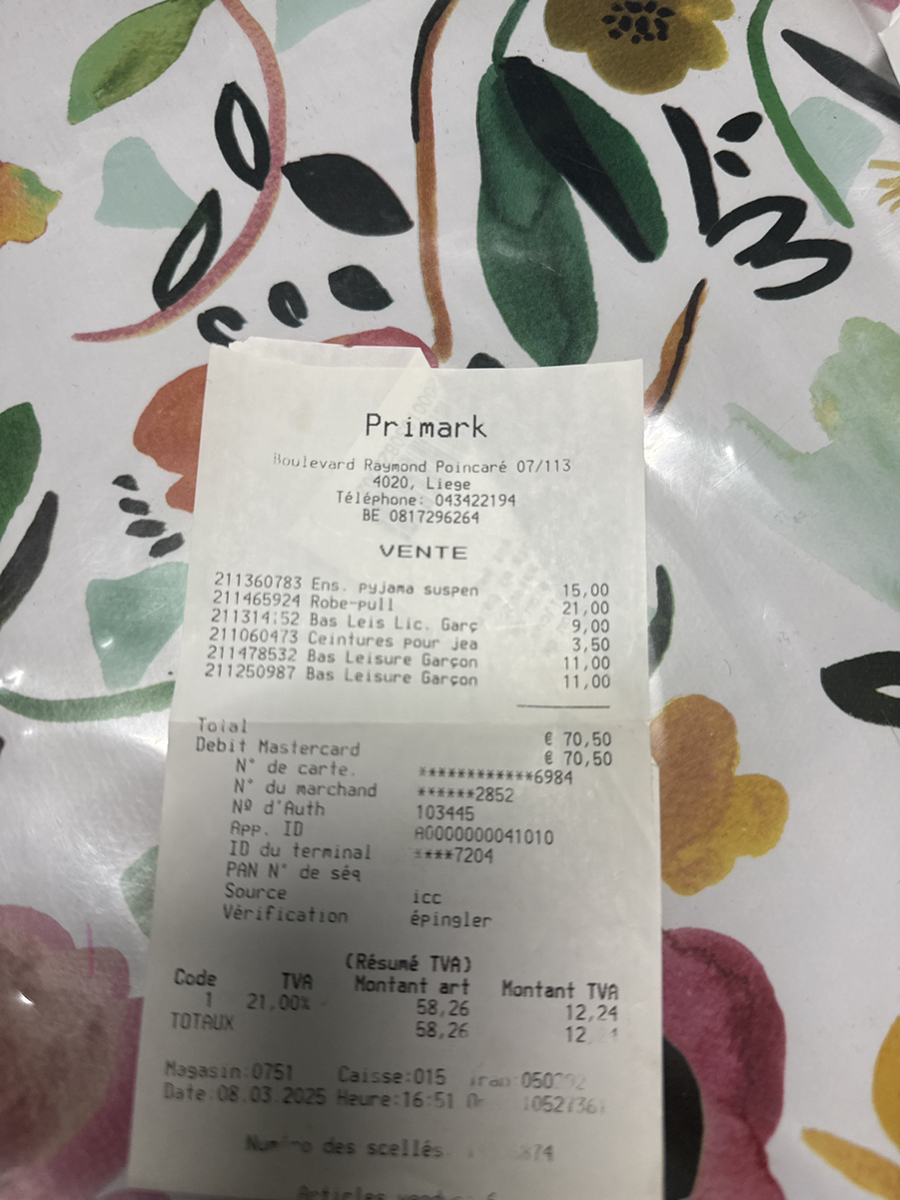 Primark
Boulevard Raymond Poincaré 07/113
4020, Liege
Téléphone: 043422194
BE 0817296264
VENTE
211360783 Ens. pyjama suspen 15,00
211465924 Robe-pull 21,00
211314:52 Bas Leis Lic. Garç 9,00
211060473 Ceintures pour jea 3,50
211478532 Bas Leisure Garçon 11,00
211250987 Bas Leisure Garçon 11,00
Total € 70,50
Debit Mastercard € 70,50
N° de carte. ************6984
N° du marchand ******2852
Nº d'Auth 103445
App. ID A0000000041010
ID du terminal ****7204
PAN N° de séq
Source icc
Vérification épingler
(Résumé TVA)
Code TVA Montant art Montant TVA
1 21,00% 58,26 12,24
TOTAUX 58,26
Magasin:0751 Caisse:015
Date:08.03.2025 Heure:16:51
Numéro des scellés